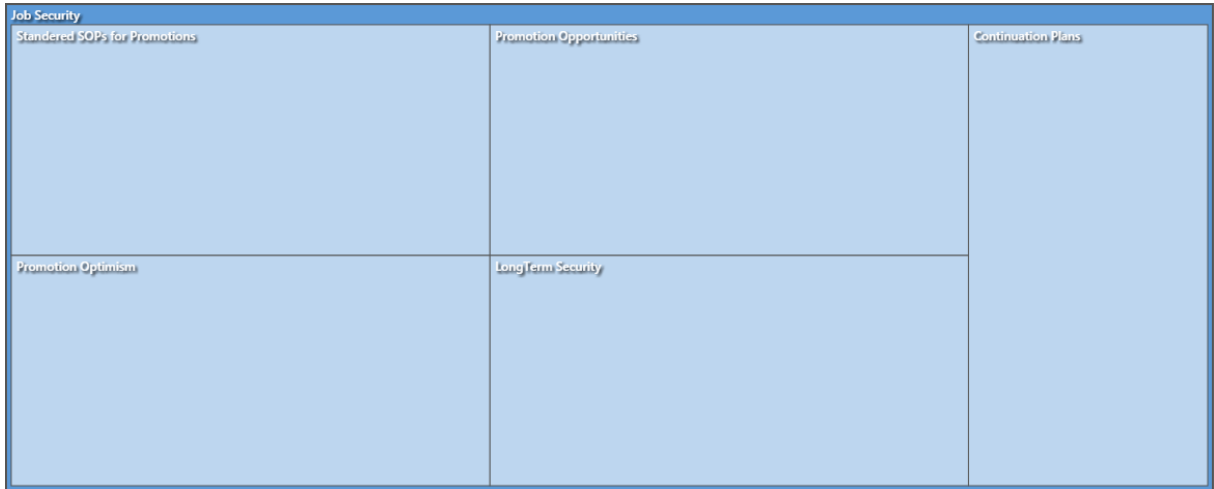 Job Security
Standered SOPs for Promotions
Promotion Opportunities
Continuation Plans
Promotion Optimism
LongTerm Security